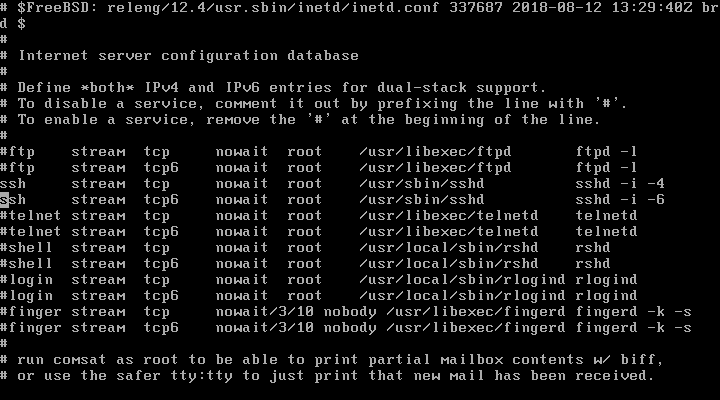 # $FreeBSD: releng/12.4/usr.sbin/inetd/inetd.conf 337687 2018-08-12 13:29:40Z br
d $
#
# Internet server configuration database
#
# Define *both* IPv4 and IPv6 entries for dual-stack support.
# To disable a service, comment it out by prefixing the line with '#'.
# To enable a service, remove the '#' at the beginning of the line.
#
#ftp    stream  tcp     nowait  root    /usr/libexec/ftpd       ftpd -l
#ftp    stream  tcp6    nowait  root    /usr/libexec/ftpd       ftpd -l
ssh     stream  tcp     nowait  root    /usr/sbin/sshd          sshd -i -4
ssh     stream  tcp6    nowait  root    /usr/sbin/sshd          sshd -i -6
#telnet stream  tcp     nowait  root    /usr/libexec/telnetd    telnetd
#telnet stream  tcp6    nowait  root    /usr/libexec/telnetd    telnetd
#shell  stream  tcp     nowait  root    /usr/local/sbin/rshd    rshd
#shell  stream  tcp6    nowait  root    /usr/local/sbin/rshd    rshd
#login  stream  tcp     nowait  root    /usr/local/sbin/rlogind rlogind
#login  stream  tcp6    nowait  root    /usr/local/sbin/rlogind rlogind
#finger stream  tcp     nowait/3/10 nobody /usr/libexec/fingerd fingerd -k -s
#finger stream  tcp6    nowait/3/10 nobody /usr/libexec/fingerd fingerd -k -s
#
# run comsat as root to be able to print partial mailbox contents w/ biff,
# or use the safer tty:tty to just print that new mail has been received.